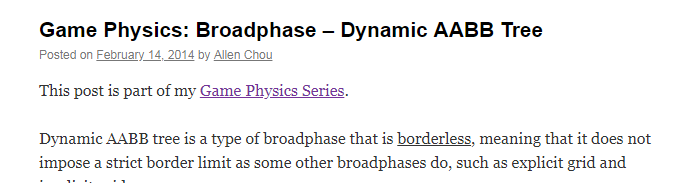 Game Physics: Broadphase – Dynamic AABB Tree
Posted on February 14, 2014 by Allen Chou
This post is part of my Game Physics Series.
Dynamic AABB tree is a type of broadphase that is borderless, meaning that it does not
impose a strict border limit as some other broadphases do, such as explicit grid and